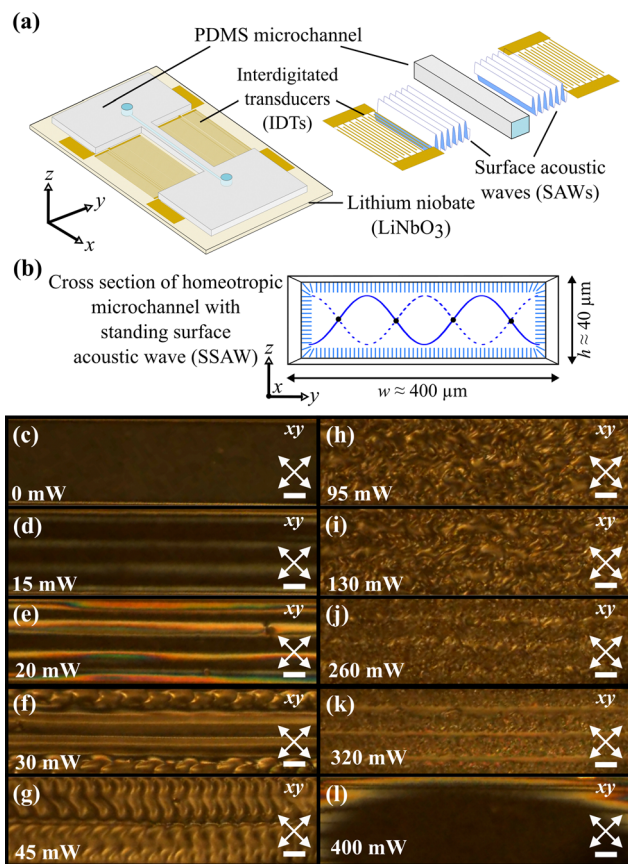 (a)
PDMS microchannel
Interdigitated
transducers
(IDTs)
Surface acoustic
waves (SAWs)
Lithium niobate
(LiNbO3)
z
y
x
(b)
Cross section of homeotropic
microchannel with
standing surface
acoustic wave (SSAW)
z
x
y
h ≈ 40 µm
w ≈ 400 µm
(c)
xy
0 mW
(d)
xy
15 mW
(e)
xy
20 mW
(f)
xy
30 mW
(g)
xy
45 mW
(h)
xy
95 mW
(i)
xy
130 mW
(j)
xy
260 mW
(k)
xy
320 mW
(l)
xy
400 mW